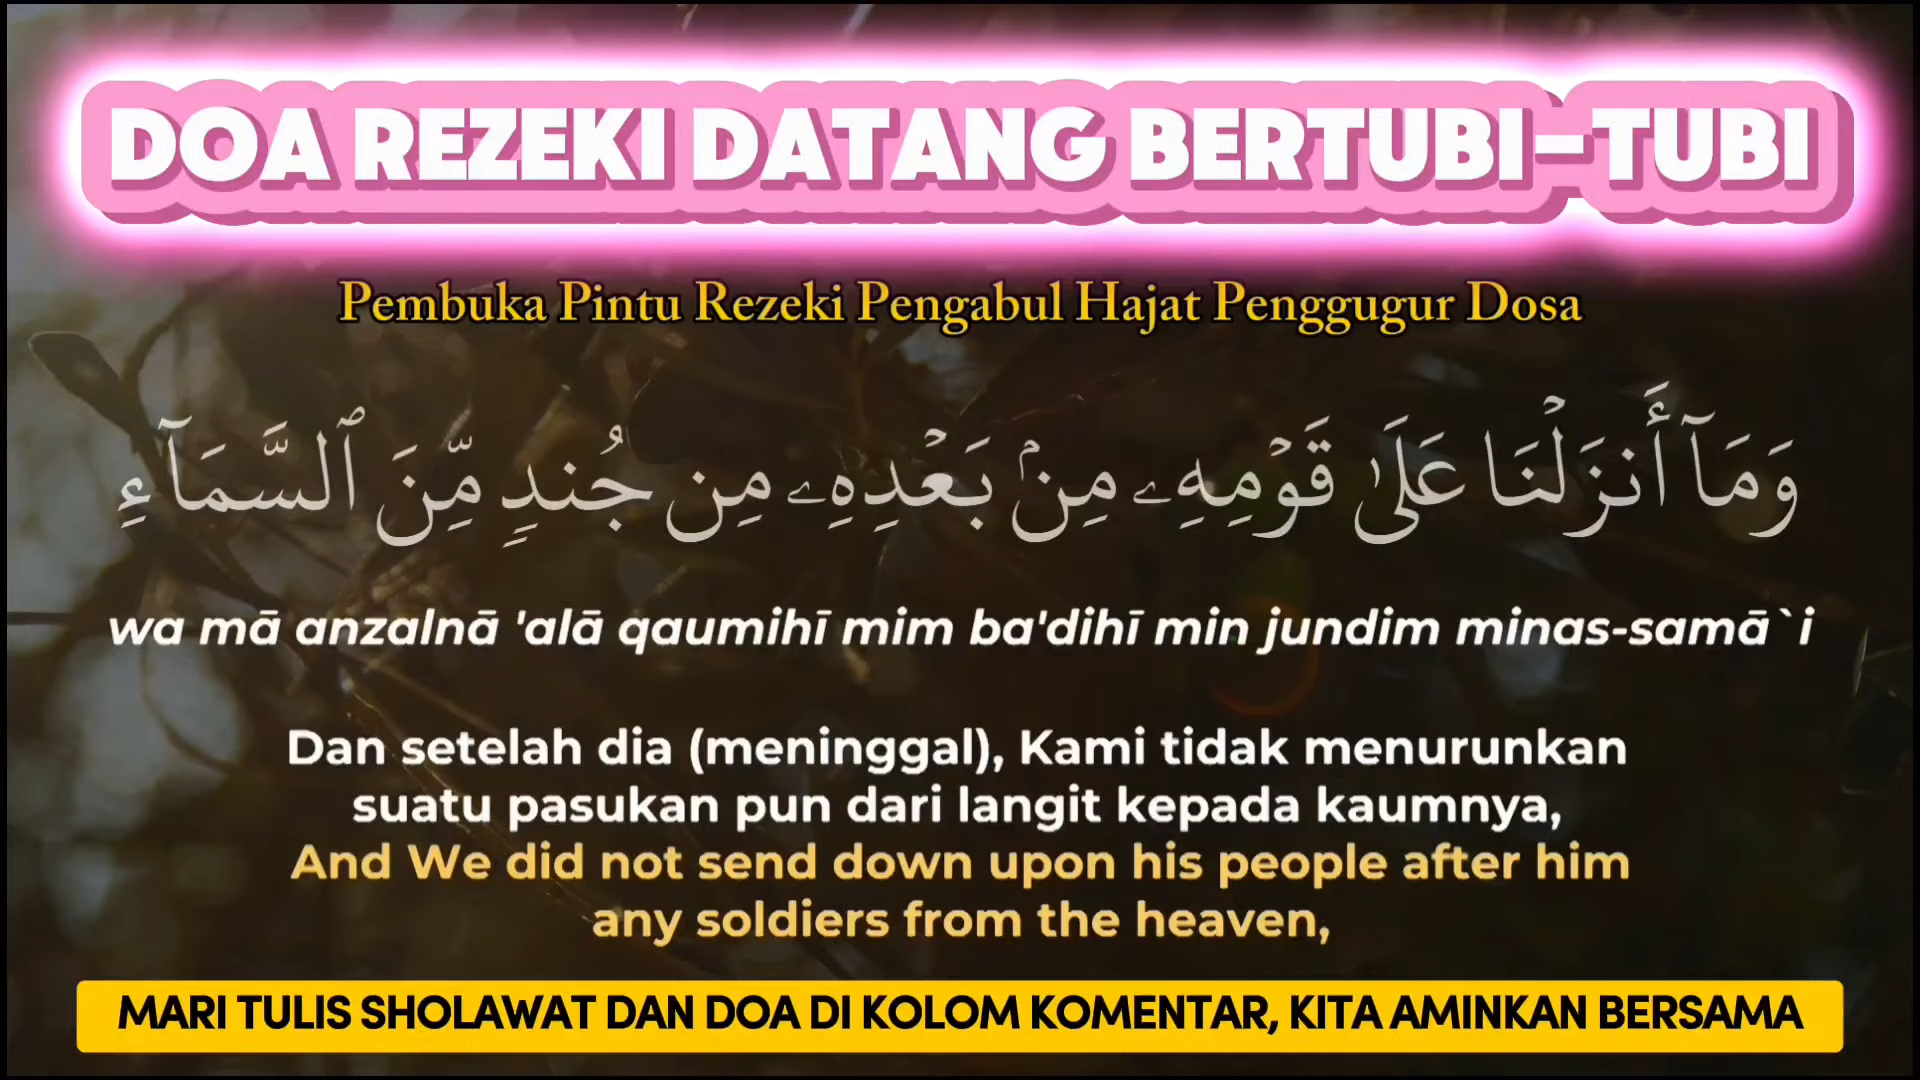 DOA REZEKI DATANG BERTUBI-TUBI
Pembuka Pintu Rezeki Pengabul Hajat Penggugur Dosa
وَمَآ أَنزَلْنَا عَلَىٰ قَوْمِهِۦ مِنۢ بَعْدِهِۦ مِن جُندٍ مِّنَ ٱلسَّمَآءِ
wa mā anzalnā 'alā qaumihī mim ba'dihī min jundim minas-samā`i
Dan setelah dia (meninggal), Kami tidak menurunkan
suatu pasukan pun dari langit kepada kaumnya,
And We did not send down upon his people after him
any soldiers from the heaven,
MARI TULIS SHOLAWAT DAN DOA DI KOLOM KOMENTAR, KITA AMINKAN BERSAMA